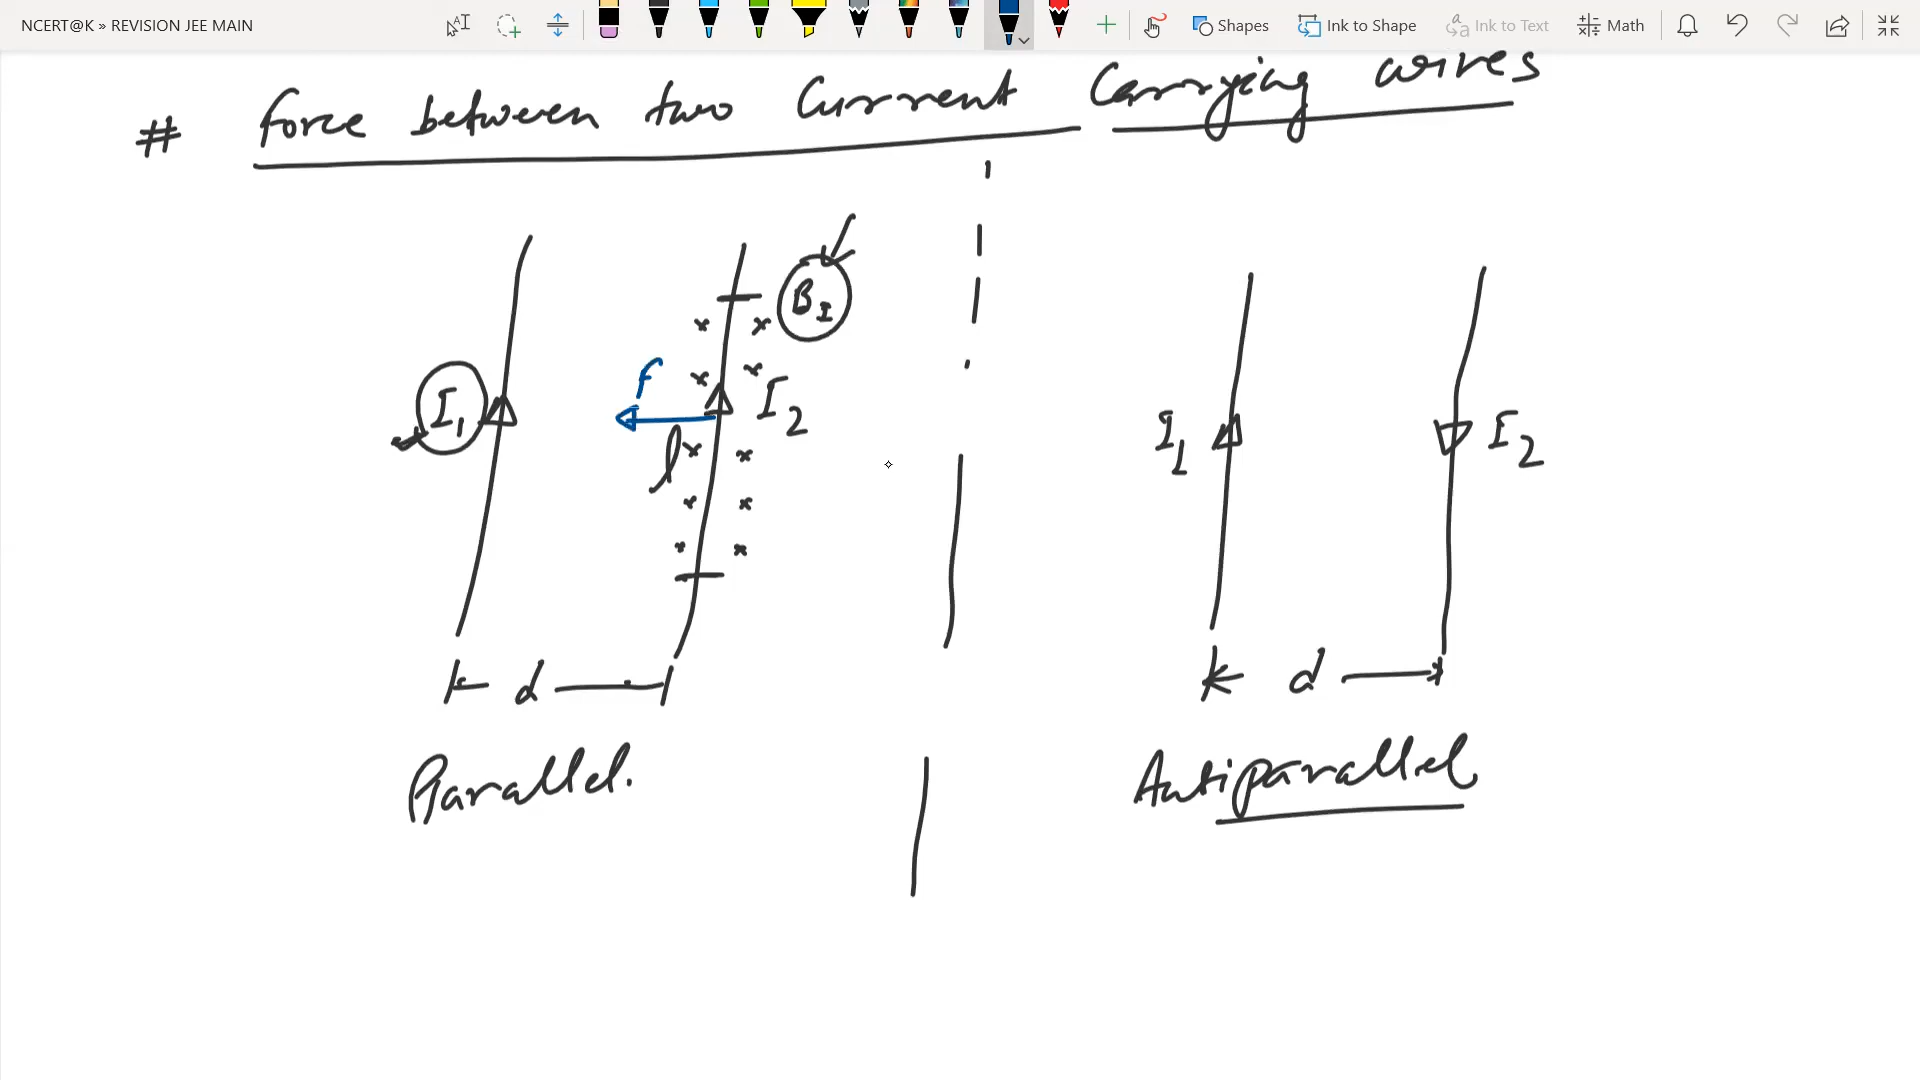 NCERT@K » REVISION JEE MAIN
Shapes
Ink to Shape
Ink to Text
Math
# force between two Current Carrying wires
B1
f
I1
I2
l
I1
I2
d
d
Parallel.
Antiparallel